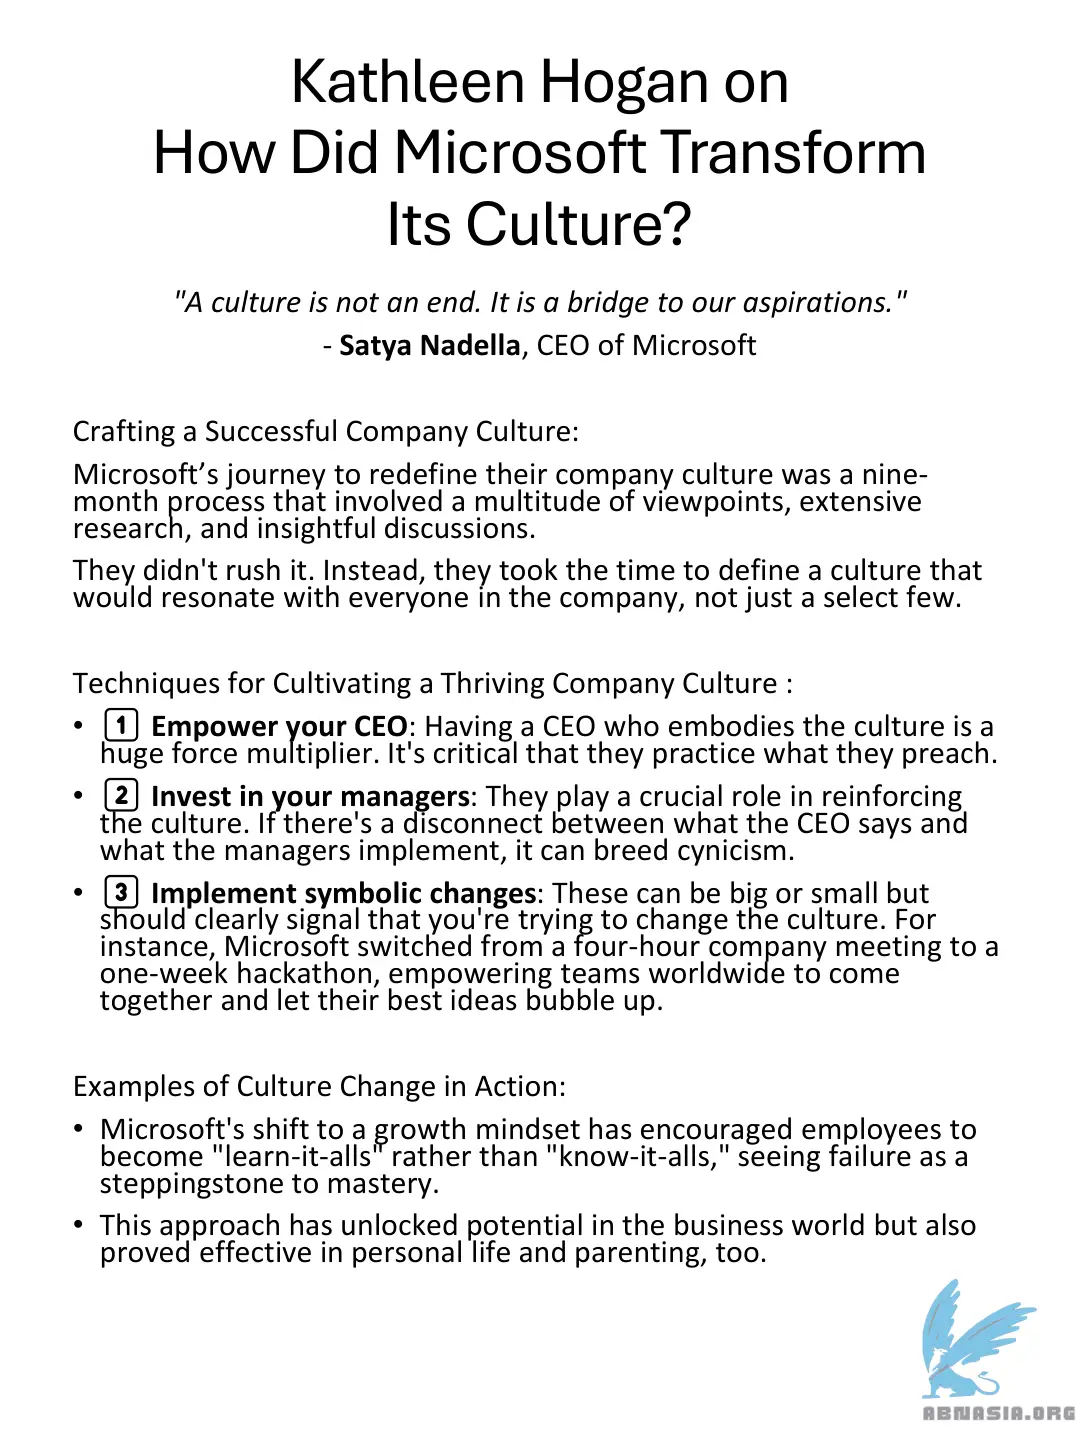 Kathleen Hogan on
How Did Microsoft Transform
Its Culture?
"A culture is not an end. It is a bridge to our aspirations."
- Satya Nadella, CEO of Microsoft
Crafting a Successful Company Culture:
Microsoft’s journey to redefine their company culture was a nine-
month process that involved a multitude of viewpoints, extensive
research, and insightful discussions.
They didn't rush it. Instead, they took the time to define a culture that
would resonate with everyone in the company, not just a select few.
Techniques for Cultivating a Thriving Company Culture :
• 1 Empower your CEO: Having a CEO who embodies the culture is a
huge force multiplier. It's critical that they practice what they preach.
• 2 Invest in your managers: They play a crucial role in reinforcing
the culture. If there's a disconnect between what the CEO says and
what the managers implement, it can breed cynicism.
• 3 Implement symbolic changes: These can be big or small but
should clearly signal that you're trying to change the culture. For
instance, Microsoft switched from a four-hour company meeting to a
one-week hackathon, empowering teams worldwide to come
together and let their best ideas bubble up.
Examples of Culture Change in Action:
• Microsoft's shift to a growth mindset has encouraged employees to
become "learn-it-alls" rather than "know-it-alls," seeing failure as a
steppingstone to mastery.
• This approach has unlocked potential in the business world but also
proved effective in personal life and parenting, too.
ABNASIA.ORG